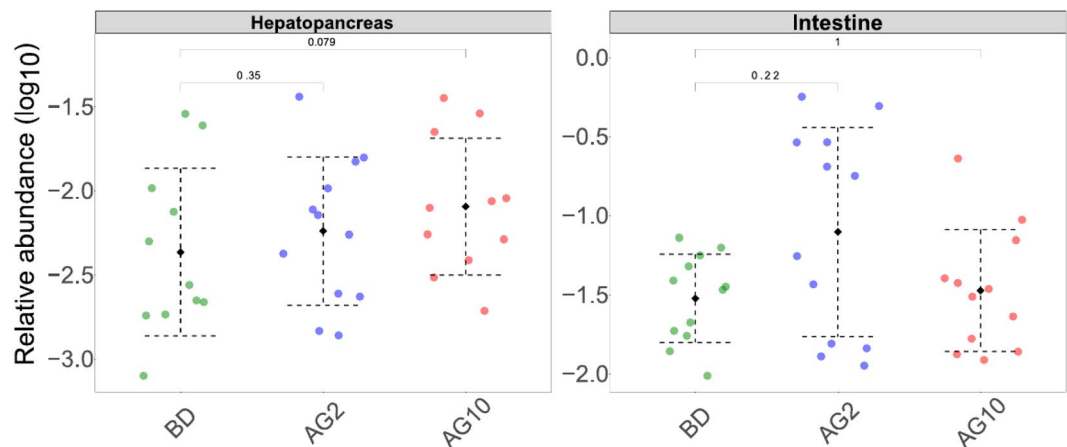 Hepatopancreas
Intestine
Relative abundance (log10)
0.079
0.35
−1.5
−2.0
−2.5
−3.0
BD
AG2
AG10
1
0.22
0.0
−0.5
−1.0
−1.5
−2.0
BD
AG2
AG10